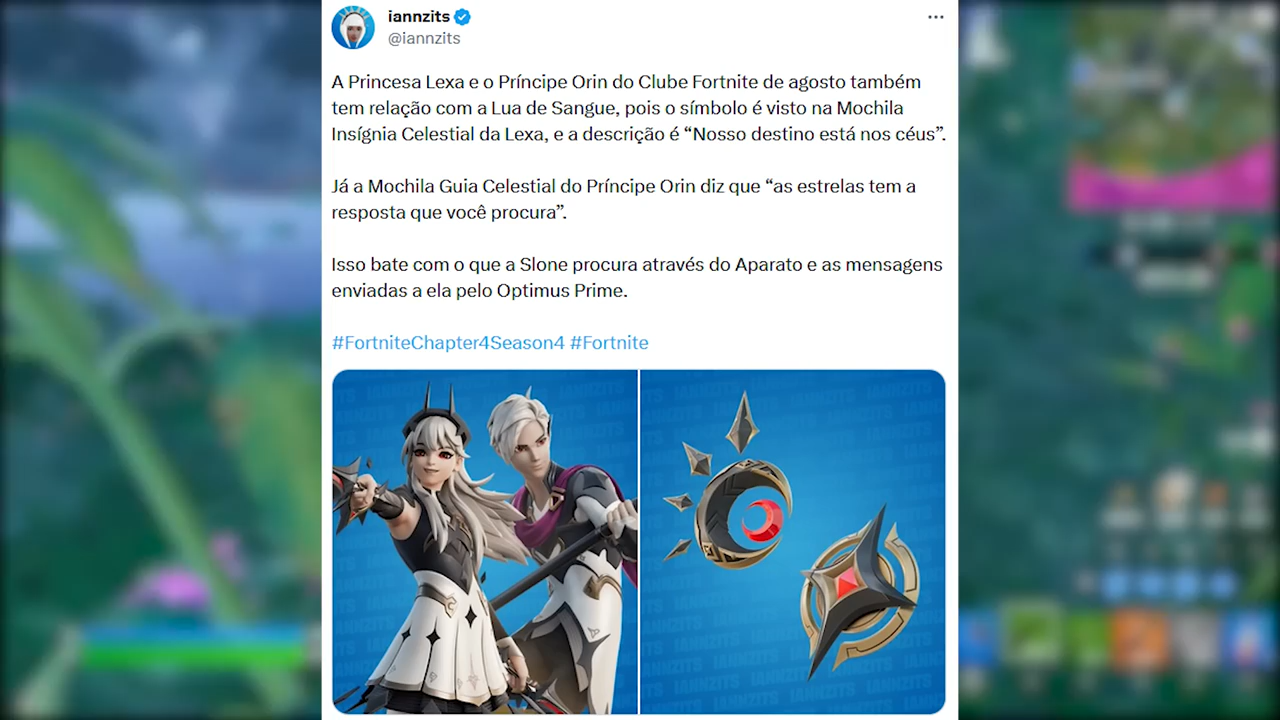 iannzits
@iannzits
A Princesa Lexa e o Príncipe Orin do Clube Fortnite de agosto também
tem relação com a Lua de Sangue, pois o símbolo é visto na Mochila
Insígnia Celestial da Lexa, e a descrição é “Nosso destino está nos céus”.
Já a Mochila Guia Celestial do Príncipe Orin diz que “as estrelas tem a
resposta que você procura”.
Isso bate com o que a Slone procura através do Aparato e as mensagens
enviadas a ela pelo Optimus Prime.
#FortniteChapter4Season4 #Fortnite